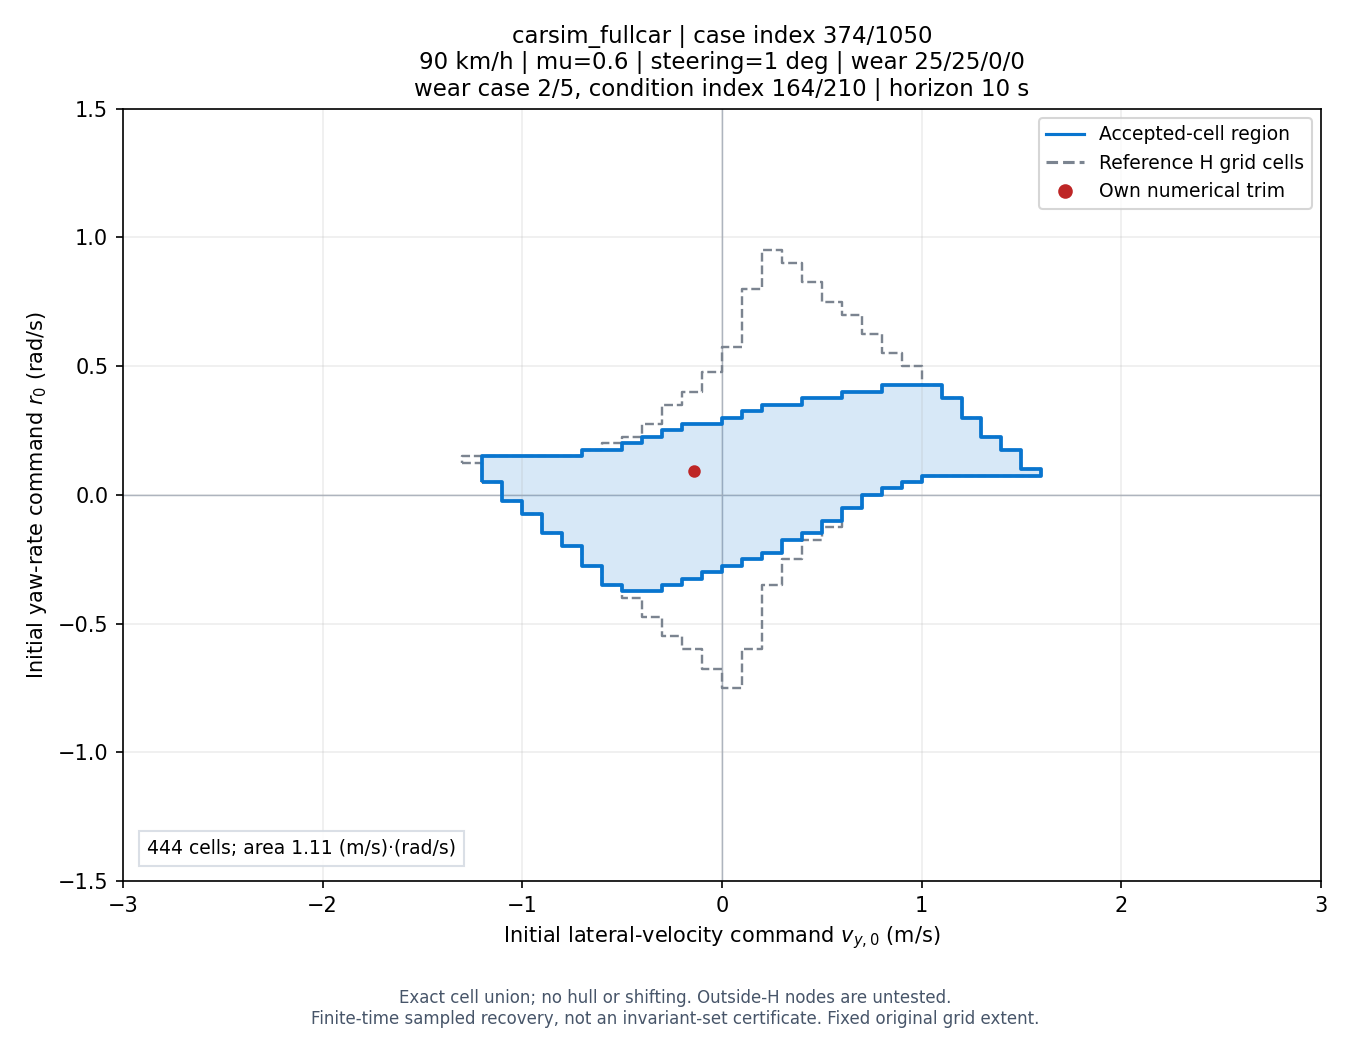 carsim_fullcar | case index 374/1050
90 km/h | mu=0.6 | steering=1 deg | wear 25/25/0/0
wear case 2/5, condition index 164/210 | horizon 10 s
Accepted-cell region
Reference H grid cells
Own numerical trim
1.5
1.0
0.5
0.0
−0.5
−1.0
−1.5
Initial yaw-rate command r0 (rad/s)
444 cells; area 1.11 (m/s)·(rad/s)
−3
−2
−1
0
1
2
3
Initial lateral-velocity command vy,0 (m/s)
Exact cell union; no hull or shifting. Outside-H nodes are untested.
Finite-time sampled recovery, not an invariant-set certificate. Fixed original grid extent.